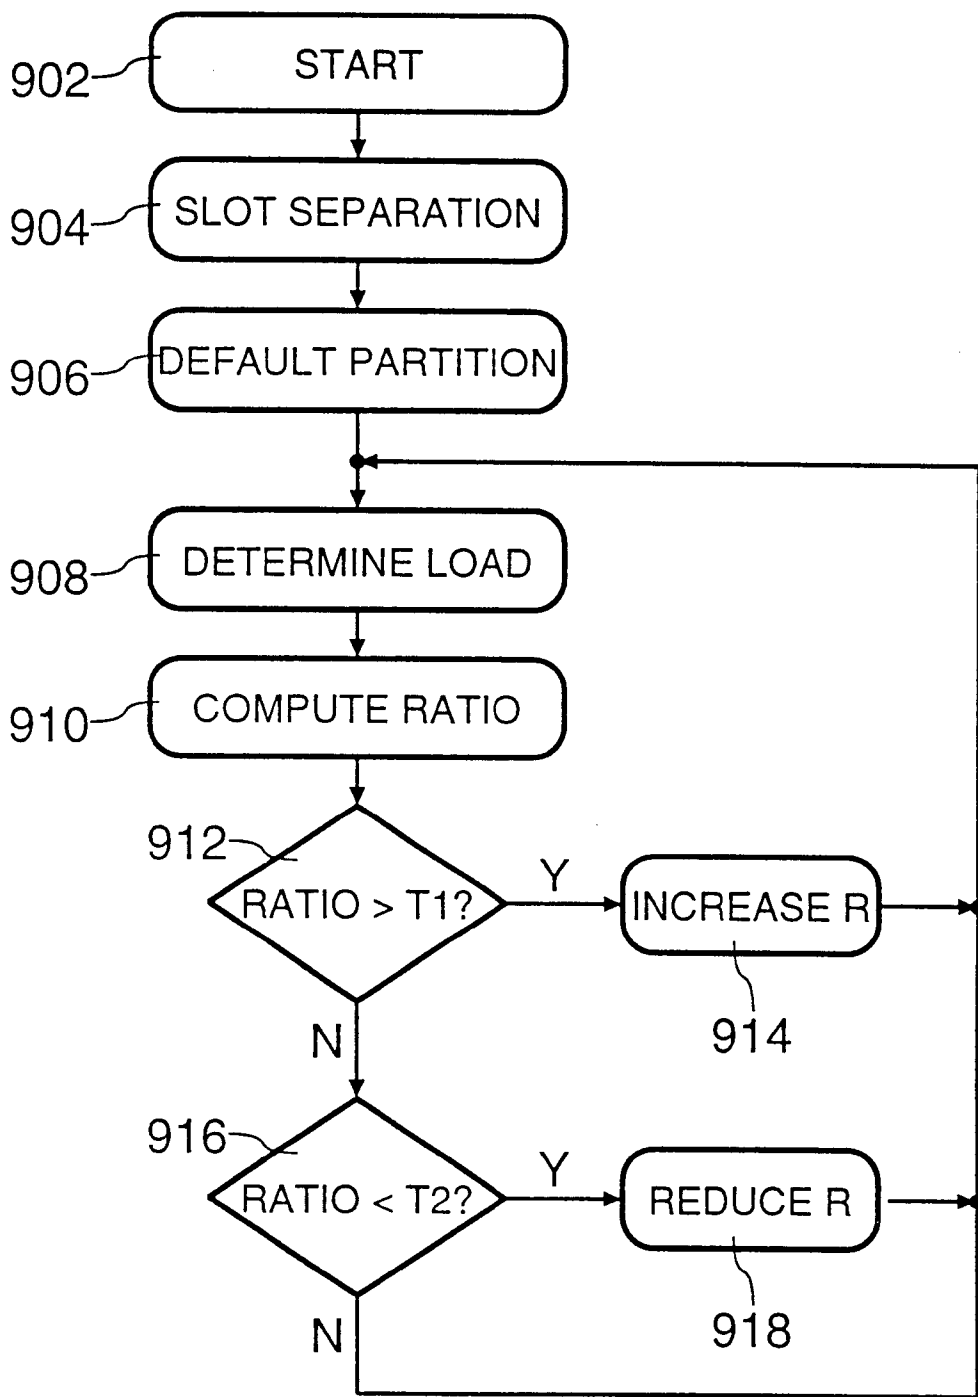 902
START
904
SLOT SEPARATION
906
DEFAULT PARTITION
908
DETERMINE LOAD
910
COMPUTE RATIO
912
RATIO > T1?
Y
INCREASE R
914
N
916
RATIO < T2?
Y
REDUCE R
918
N